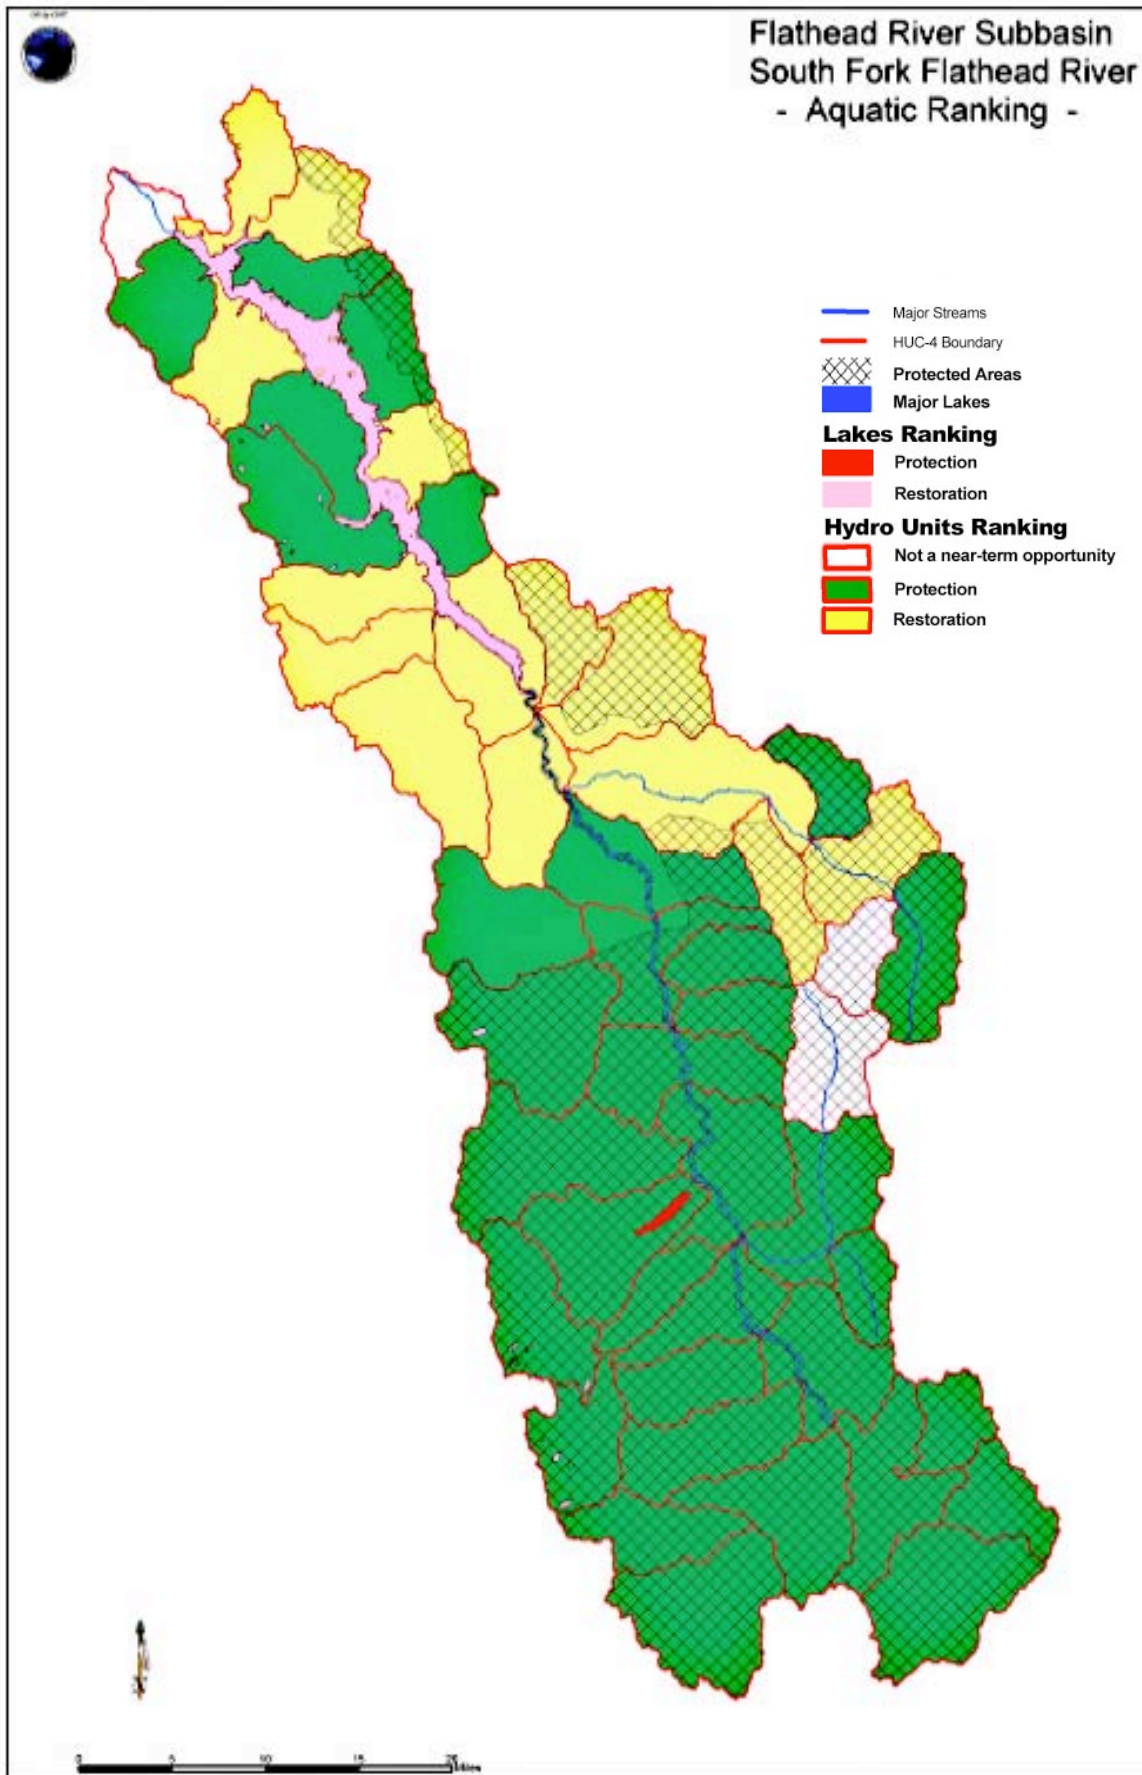 Flathead River Subbasin
South Fork Flathead River
- Aquatic Ranking -
Major Streams
HUC-4 Boundary
Protected Areas
Major Lakes
Lakes Ranking
Protection
Restoration
Hydro Units Ranking
Not a near-term opportunity
Protection
Restoration
0 5 10 20 Miles